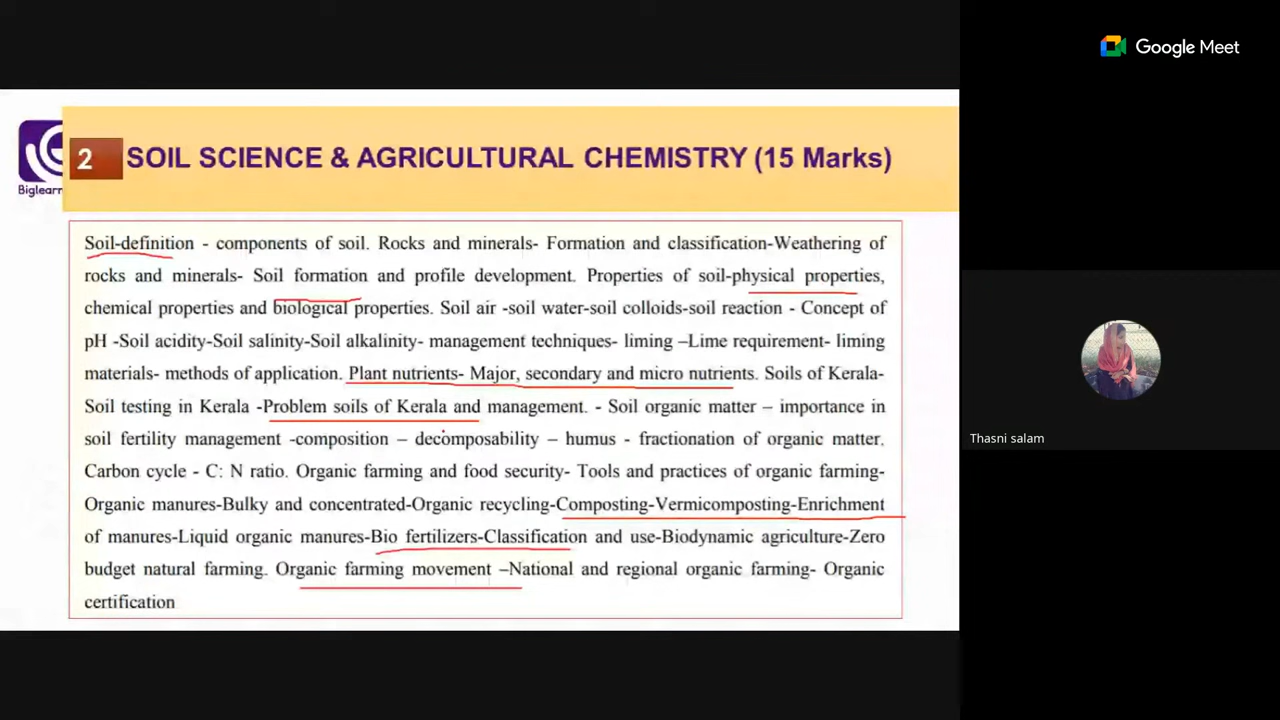 Google Meet
Biglearn
2 SOIL SCIENCE & AGRICULTURAL CHEMISTRY (15 Marks)
Soil-definition - components of soil. Rocks and minerals- Formation and classification-Weathering of
rocks and minerals- Soil formation and profile development. Properties of soil-physical properties,
chemical properties and biological properties. Soil air -soil water-soil colloids-soil reaction - Concept of
pH -Soil acidity-Soil salinity-Soil alkalinity- management techniques- liming –Lime requirement- liming
materials- methods of application. Plant nutrients- Major, secondary and micro nutrients. Soils of Kerala-
Soil testing in Kerala -Problem soils of Kerala and management. - Soil organic matter – importance in
soil fertility management -composition – decomposability – humus - fractionation of organic matter.
Carbon cycle - C: N ratio. Organic farming and food security- Tools and practices of organic farming-
Organic manures-Bulky and concentrated-Organic recycling-Composting-Vermicomposting-Enrichment
of manures-Liquid organic manures-Bio fertilizers-Classification and use-Biodynamic agriculture-Zero
budget natural farming. Organic farming movement –National and regional organic farming- Organic
certification
Thasni salam